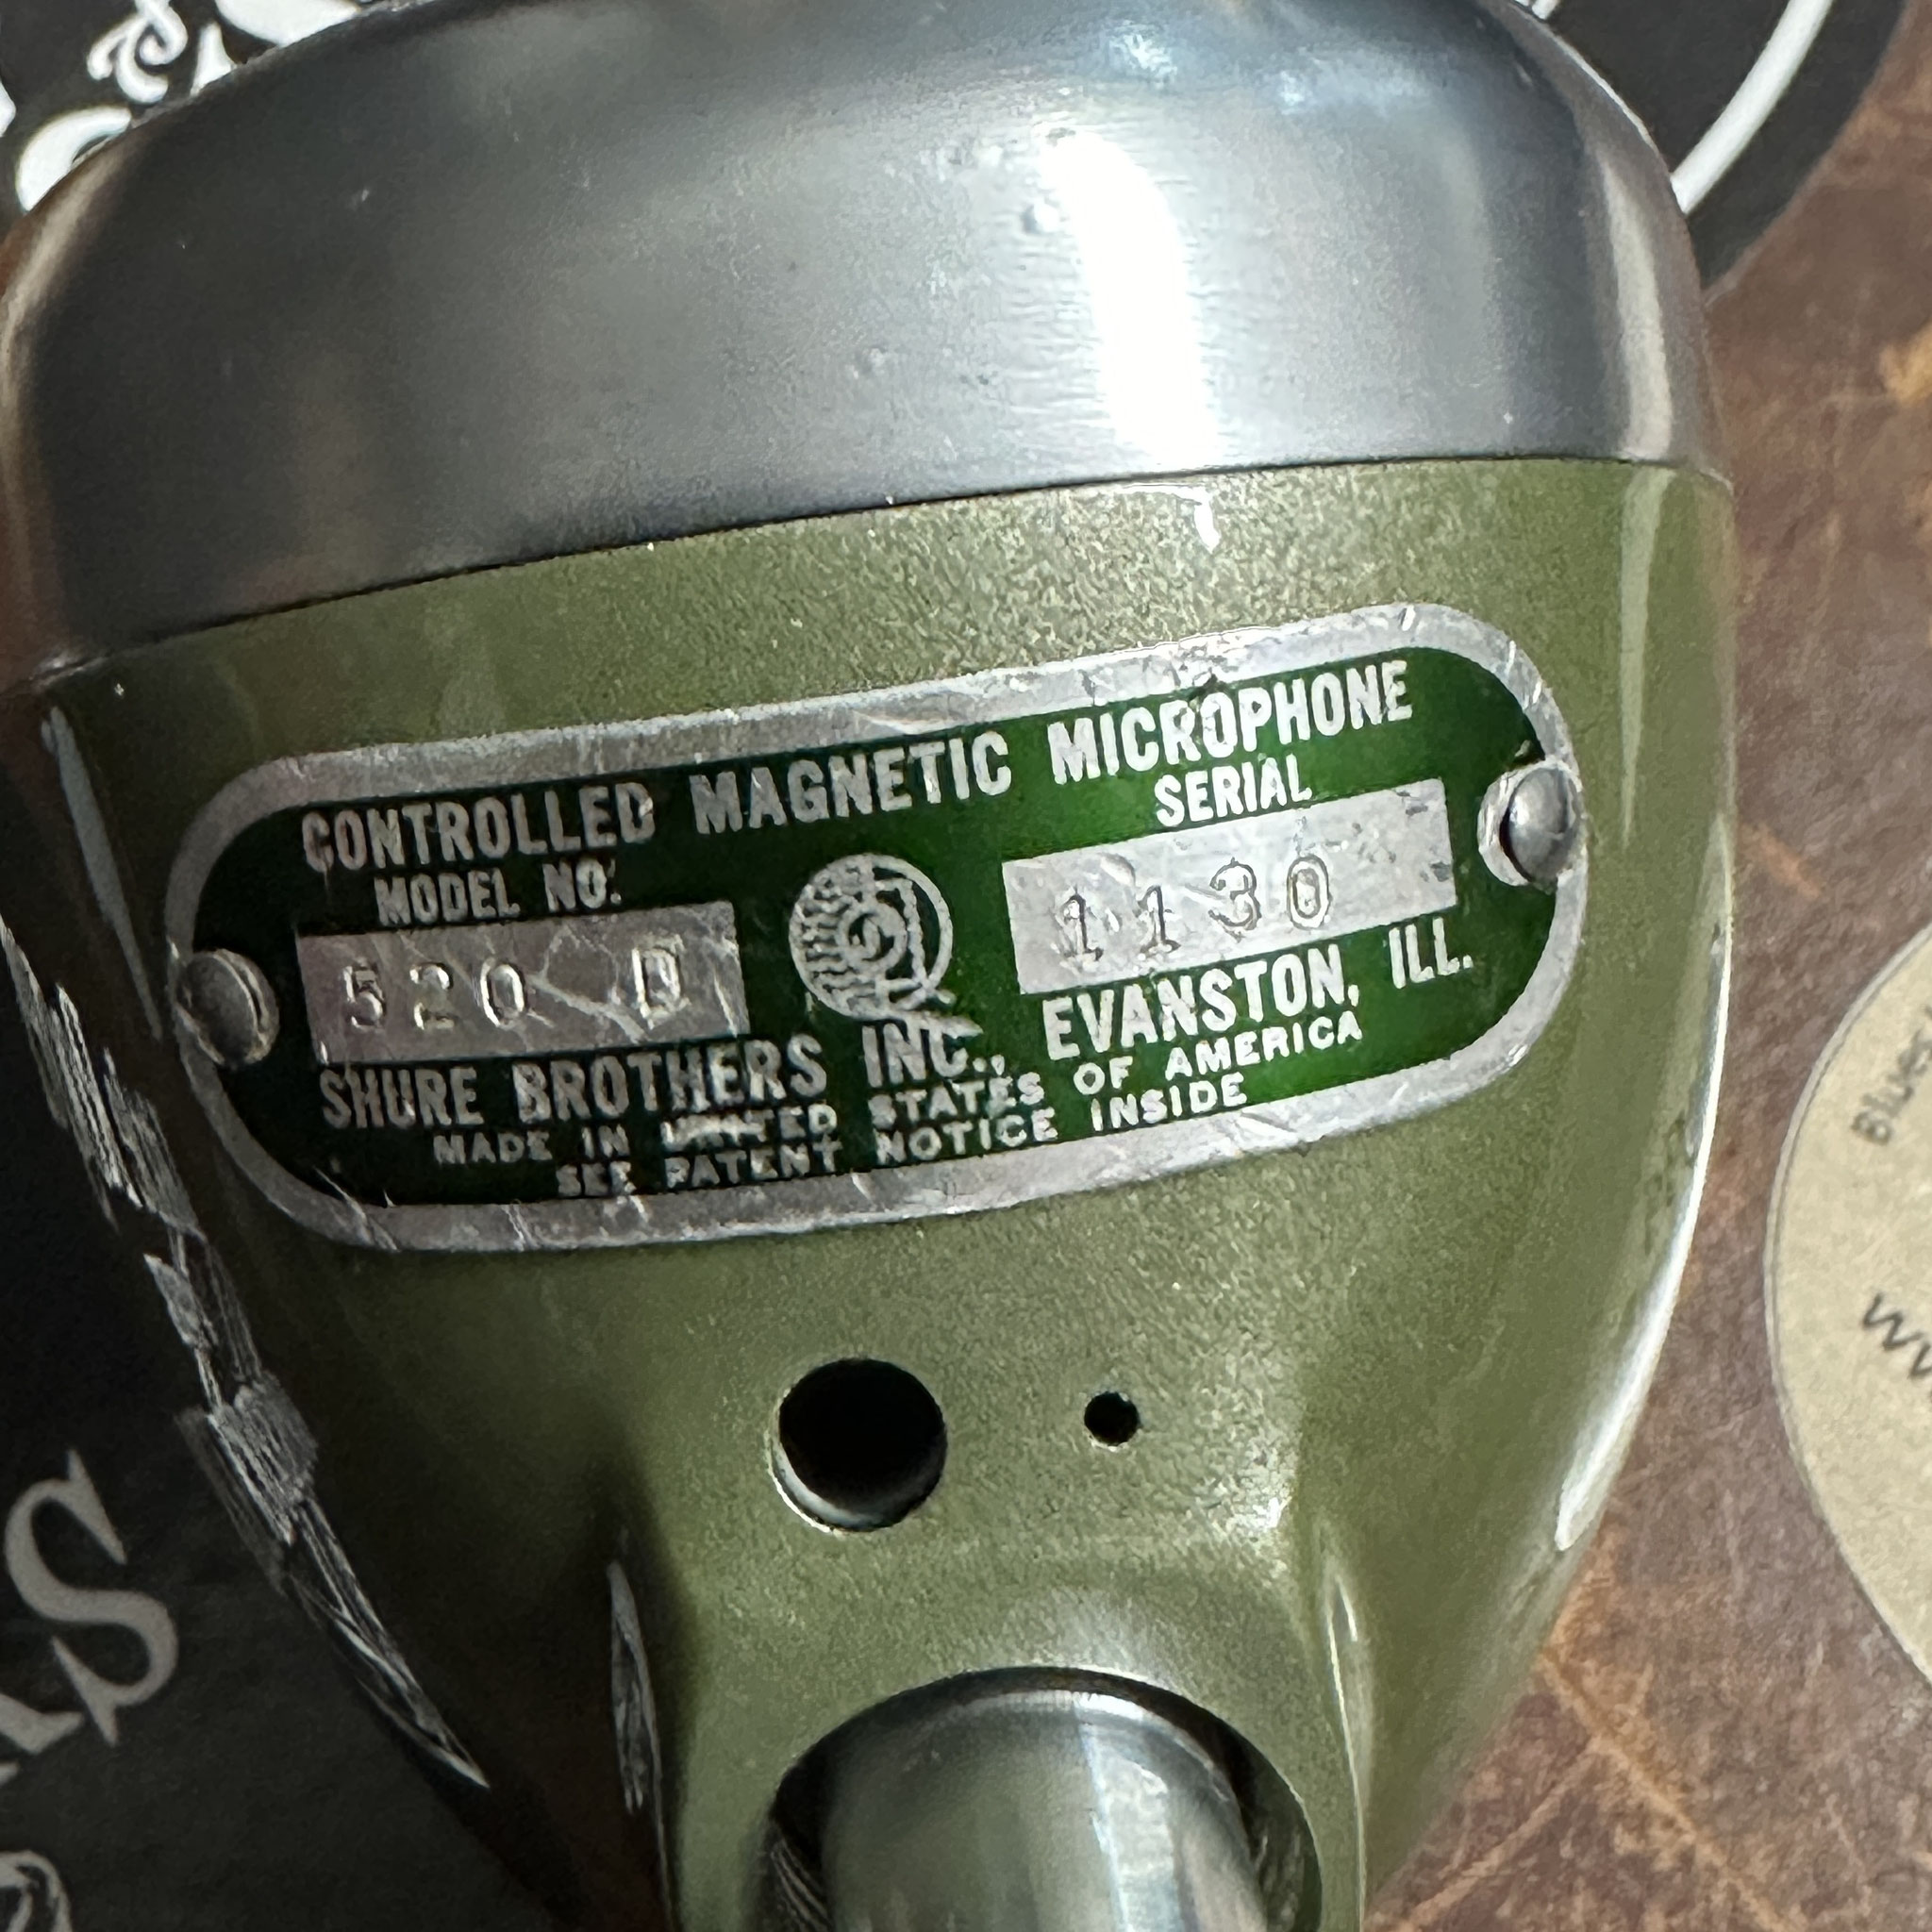 CONTROLLED MAGNETIC MICROPHONE
MODEL NO. SERIAL
520 D 1130
SHURE BROTHERS INC., EVANSTON, ILL.
MADE IN UNITED STATES OF AMERICA
SEE PATENT NOTICE INSIDE
Blues